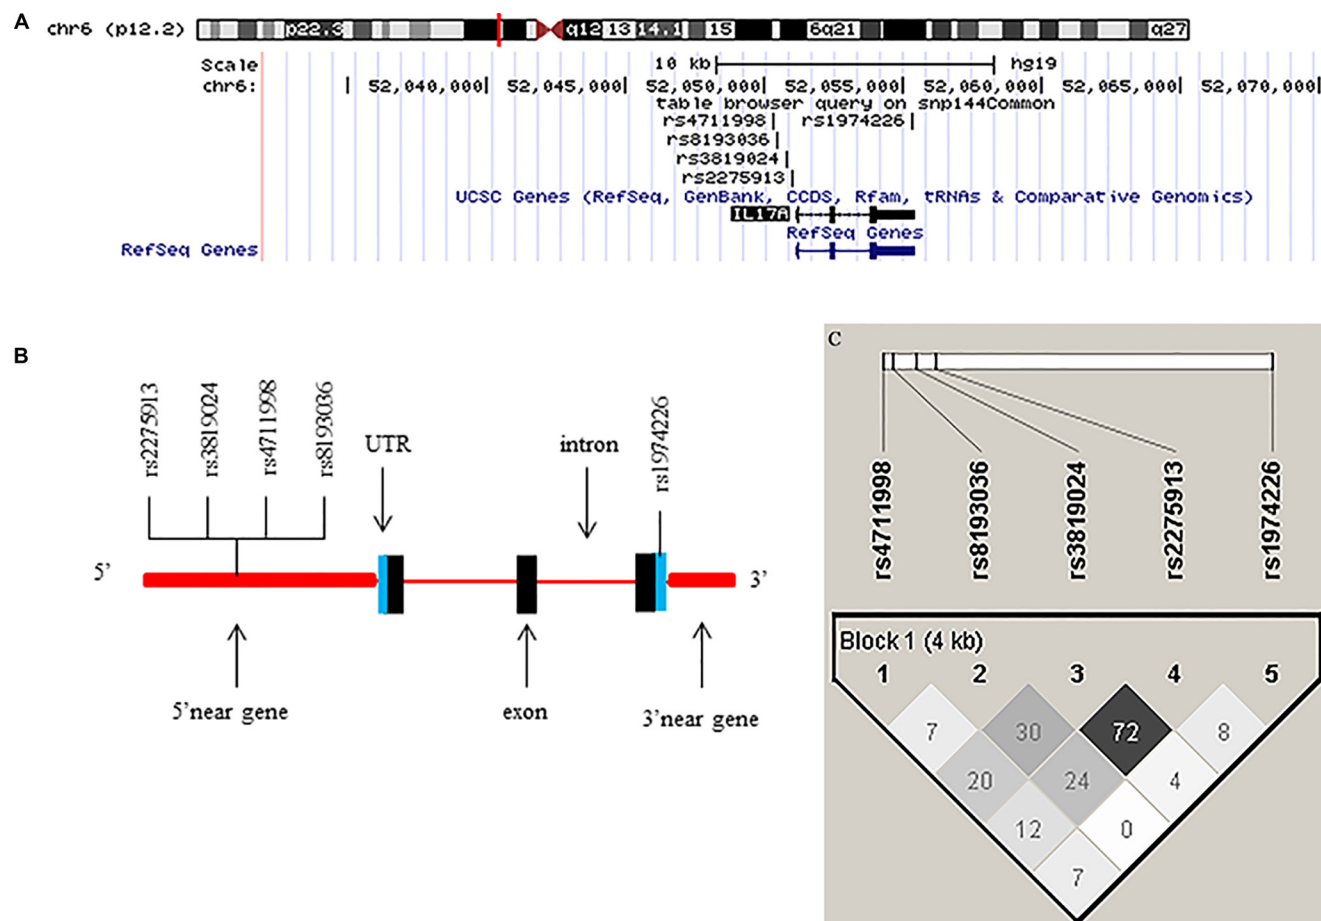 A
chr6 (p12.2) p22.3 q12 13 14.1 15 6q21 q27
Scale 10 kb hg19
chr6: 52,040,000 52,045,000 52,050,000 52,055,000 52,060,000 52,065,000 52,070,000
table browser query on snp144Common
rs4711998 rs1974226
rs8193036
rs3819024
rs2275913
UCSC Genes (RefSeq, GenBank, CCDS, Rfam, tRNAs & Comparative Genomics)
IL17A
RefSeq Genes
RefSeq Genes
B
rs2275913 rs3819024 rs4711998 rs8193036 rs1974226
UTR intron
5’ 3’
5’near gene exon 3’near gene
C
rs4711998 rs8193036 rs3819024 rs2275913 rs1974226
Block 1 (4 kb)
1 2 3 4 5
7 30 72 8
20 24 4
12 0
7